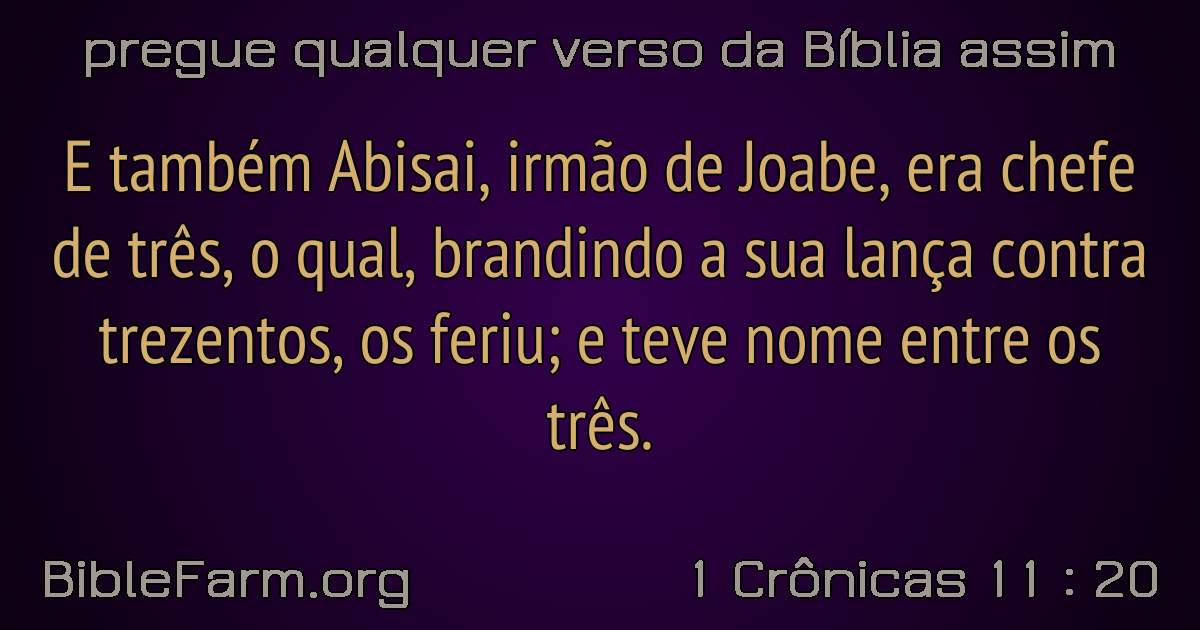 pregue qualquer verso da Bíblia assim
E também Abisai, irmão de Joabe, era chefe
de três, o qual, brandindo a sua lança contra
trezentos, os feriu; e teve nome entre os
três.
BibleFarm.org
1 Crônicas 11 : 20